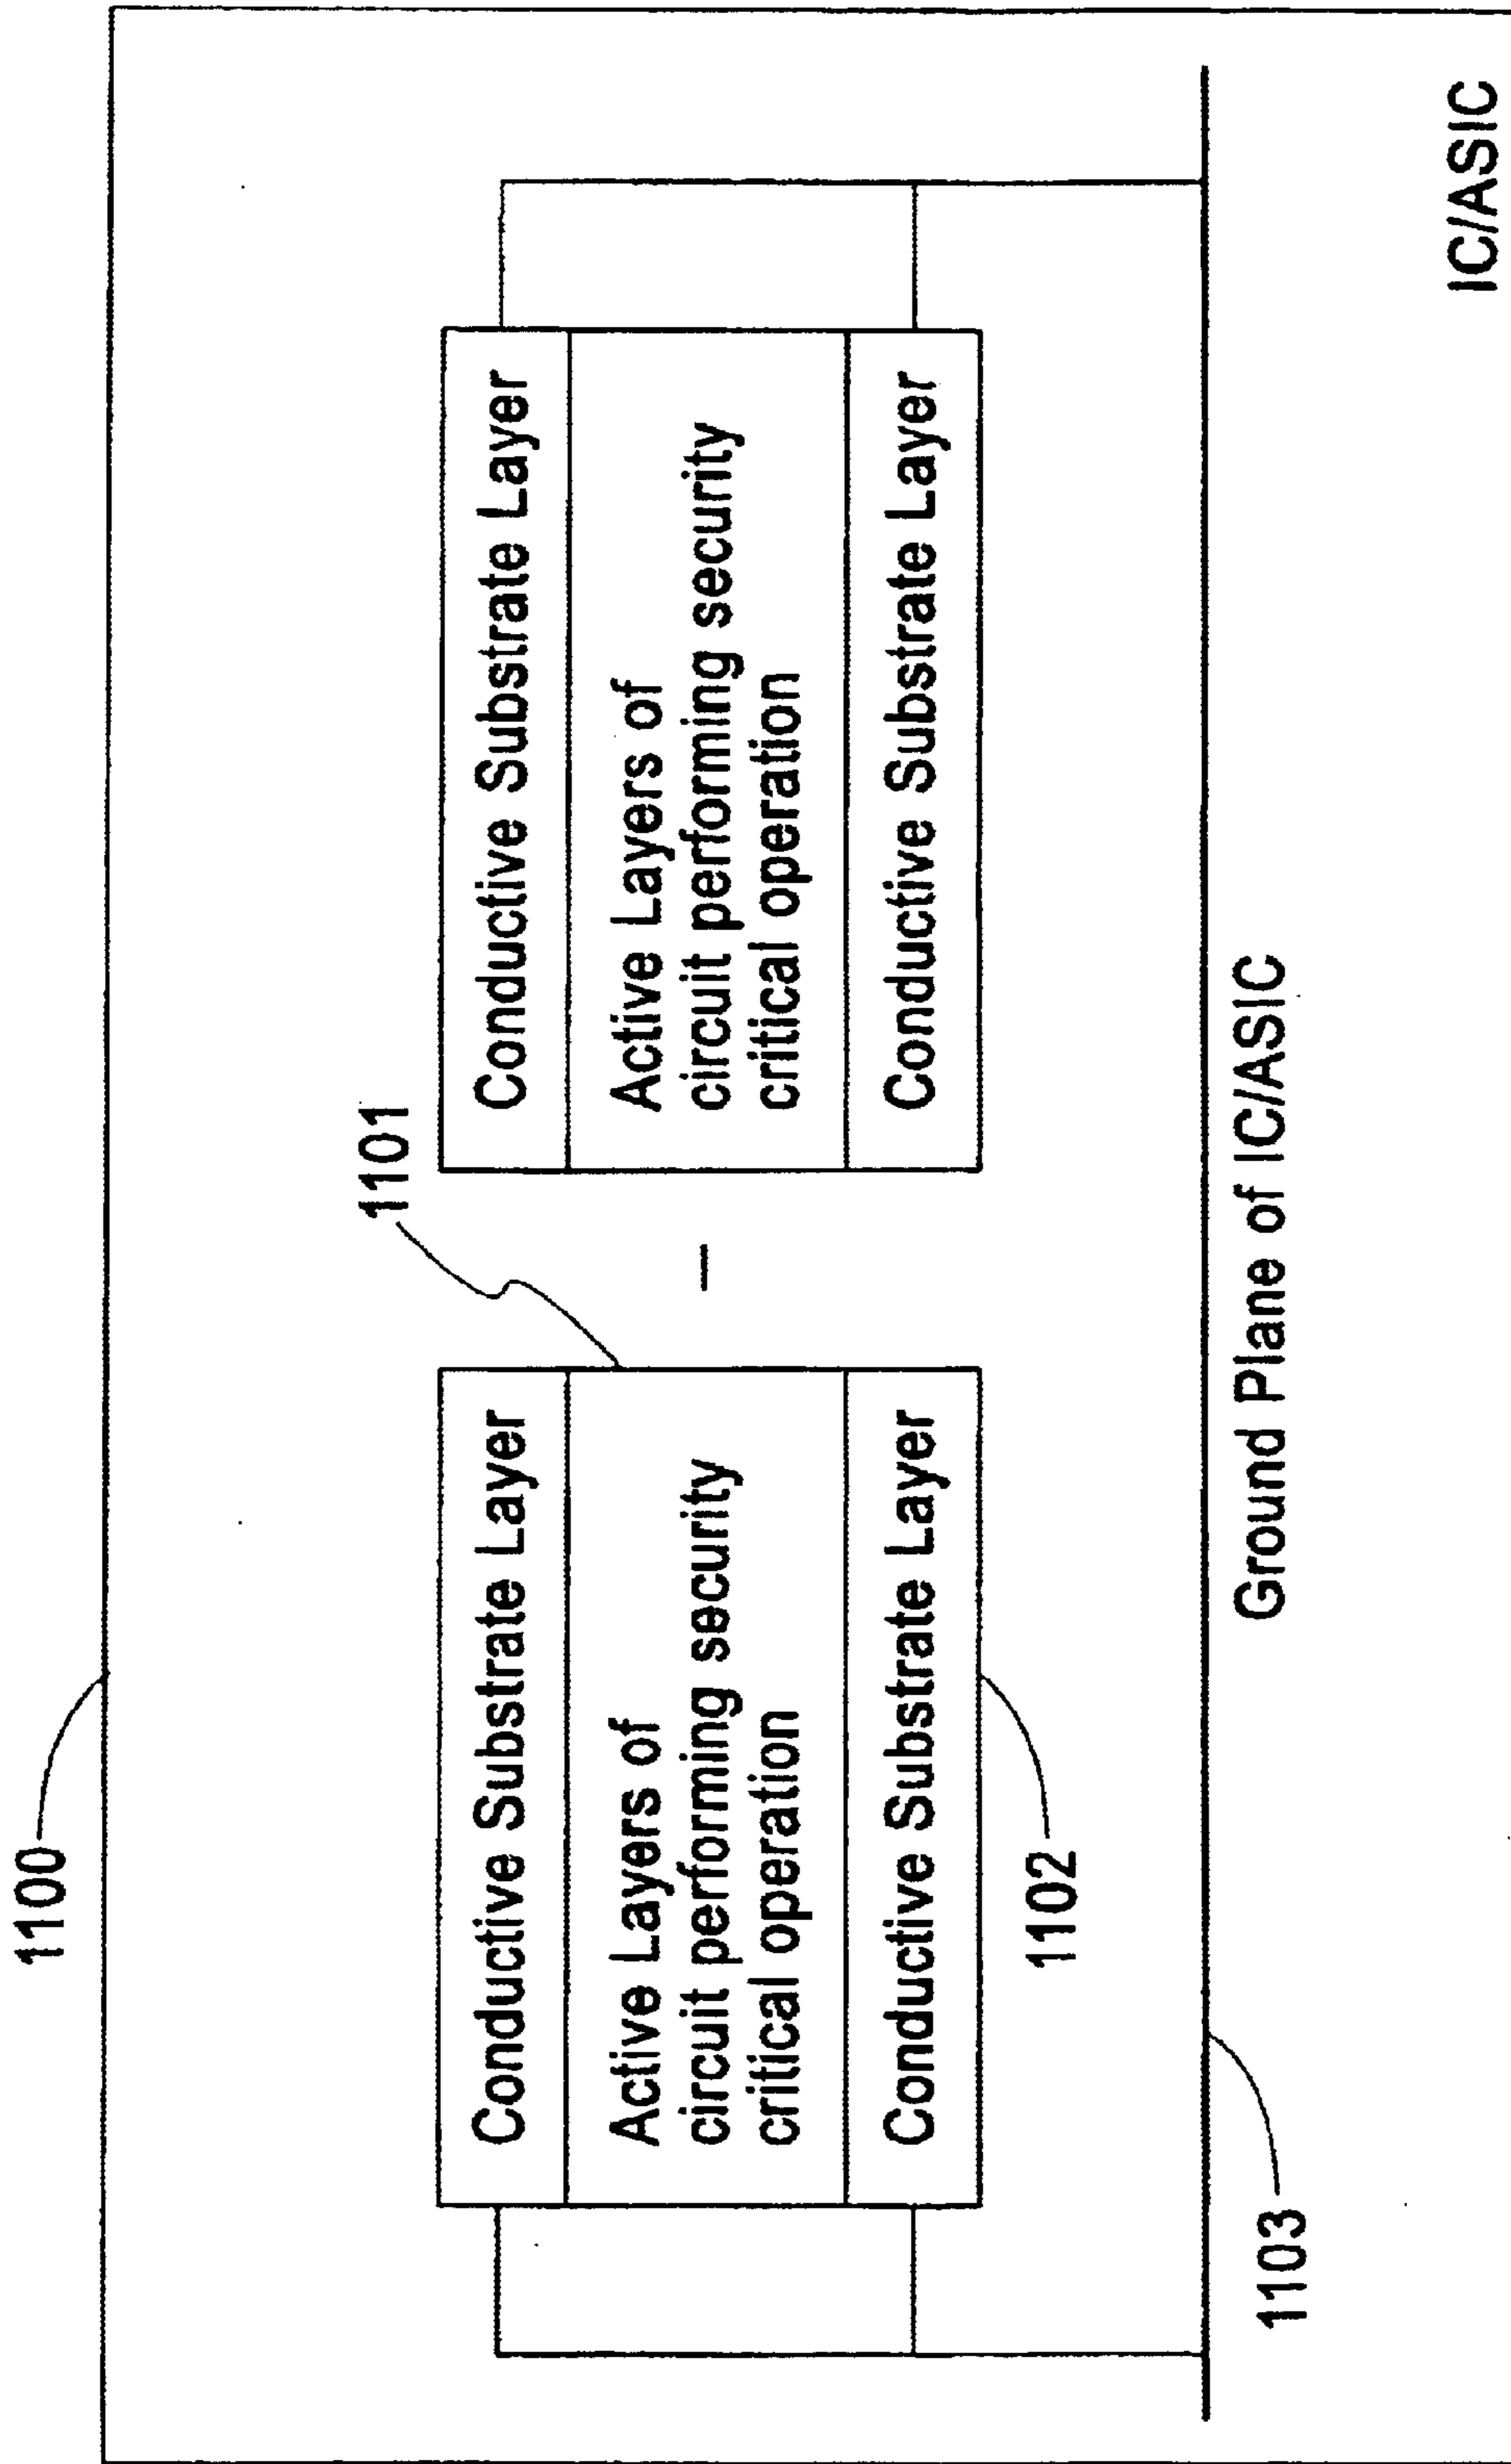 1100
1101
Conductive Substrate Layer
Active Layers of
circuit performing security
critical operation
Conductive Substrate Layer
Conductive Substrate Layer
Active Layers of
circuit performing security
critical operation
Conductive Substrate Layer
1102
1103
Ground Plane of IC/ASIC
IC/ASIC